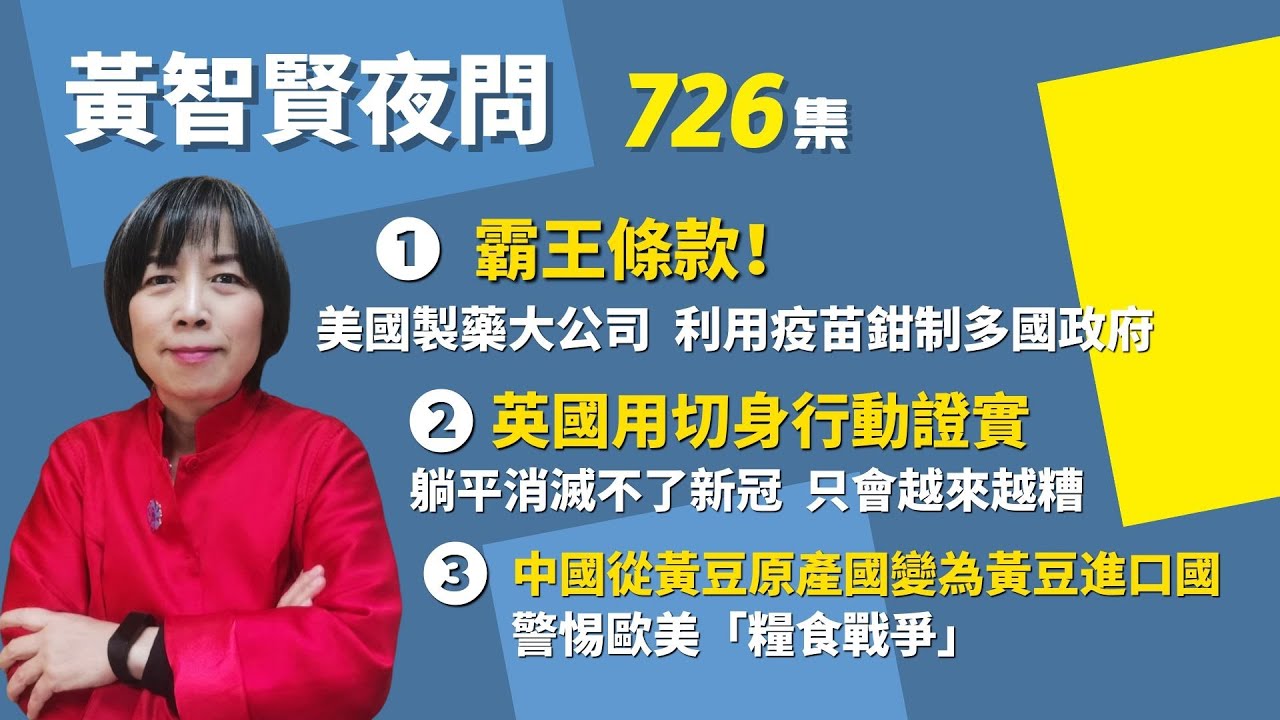 黃智賢夜問 726集
1 霸王條款!
美國製藥大公司 利用疫苗鉗制多國政府
2 英國用切身行動證實
躺平消滅不了新冠 只會越來越糟
3 中國從黃豆原產國變為黃豆進口國
警惕歐美「糧食戰爭」